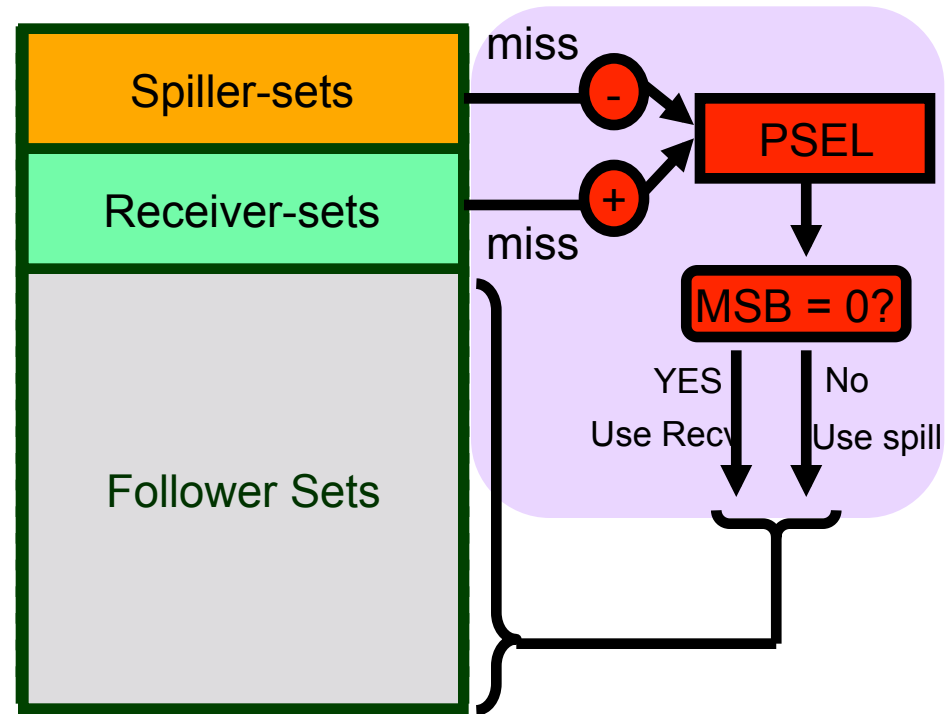 miss
Spiller-sets
-
PSEL
Receiver-sets
+
miss
MSB = 0?
YES
No
Use Recv
Use spill
Follower Sets